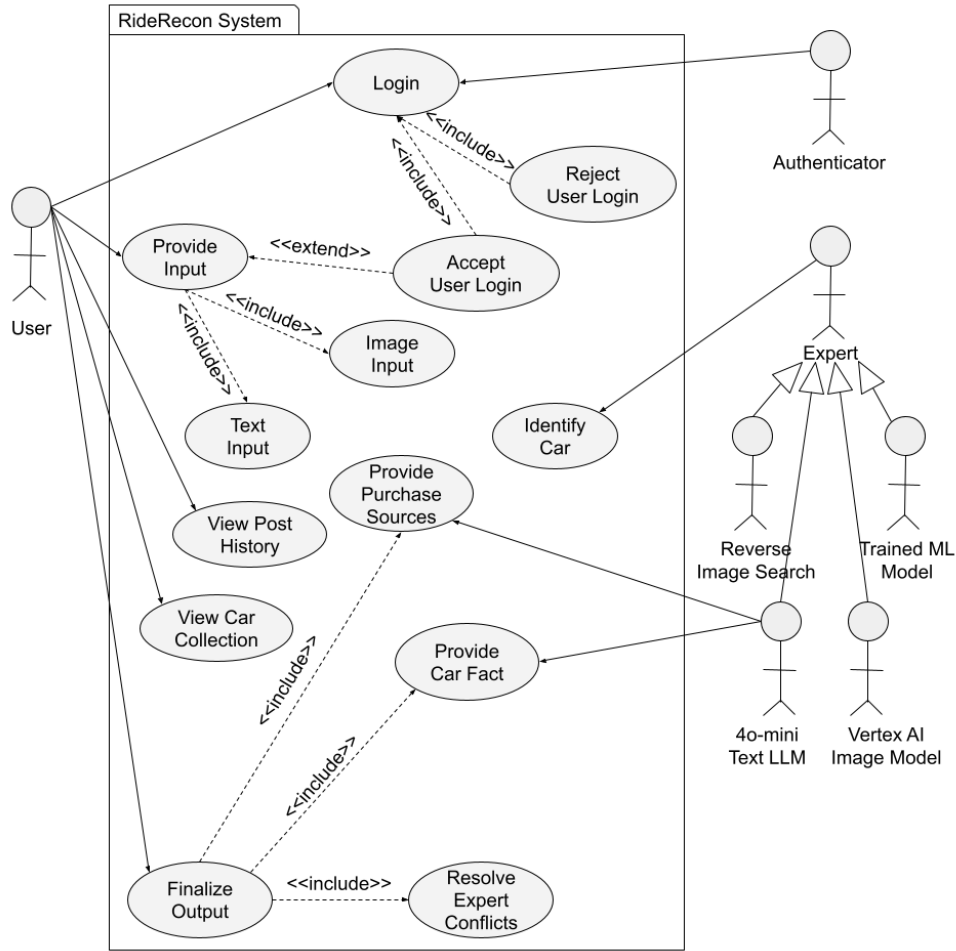 RideRecon System
Login
<<include>>
<<include>>
Reject
User Login
Authenticator
Provide
Input
<<extend>>
Accept
User Login
User
<<include>>
<<include>>
Image
Input
Expert
Text
Input
Identify
Car
Provide
Purchase
Sources
View Post
History
Reverse
Image Search
Trained ML
Model
View Car
Collection
<<include>>
Provide
Car Fact
4o-mini
Text LLM
Vertex AI
Image Model
<<include>>
Finalize
Output
<<include>>
Resolve
Expert
Conflicts